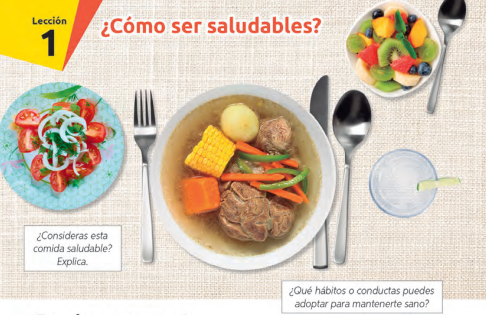 Lección
1
¿Cómo ser saludables?
¿Consideras esta
comida saludable?
Explica.
¿Qué hábitos o conductas puedes
adoptar para mantenerte sano?